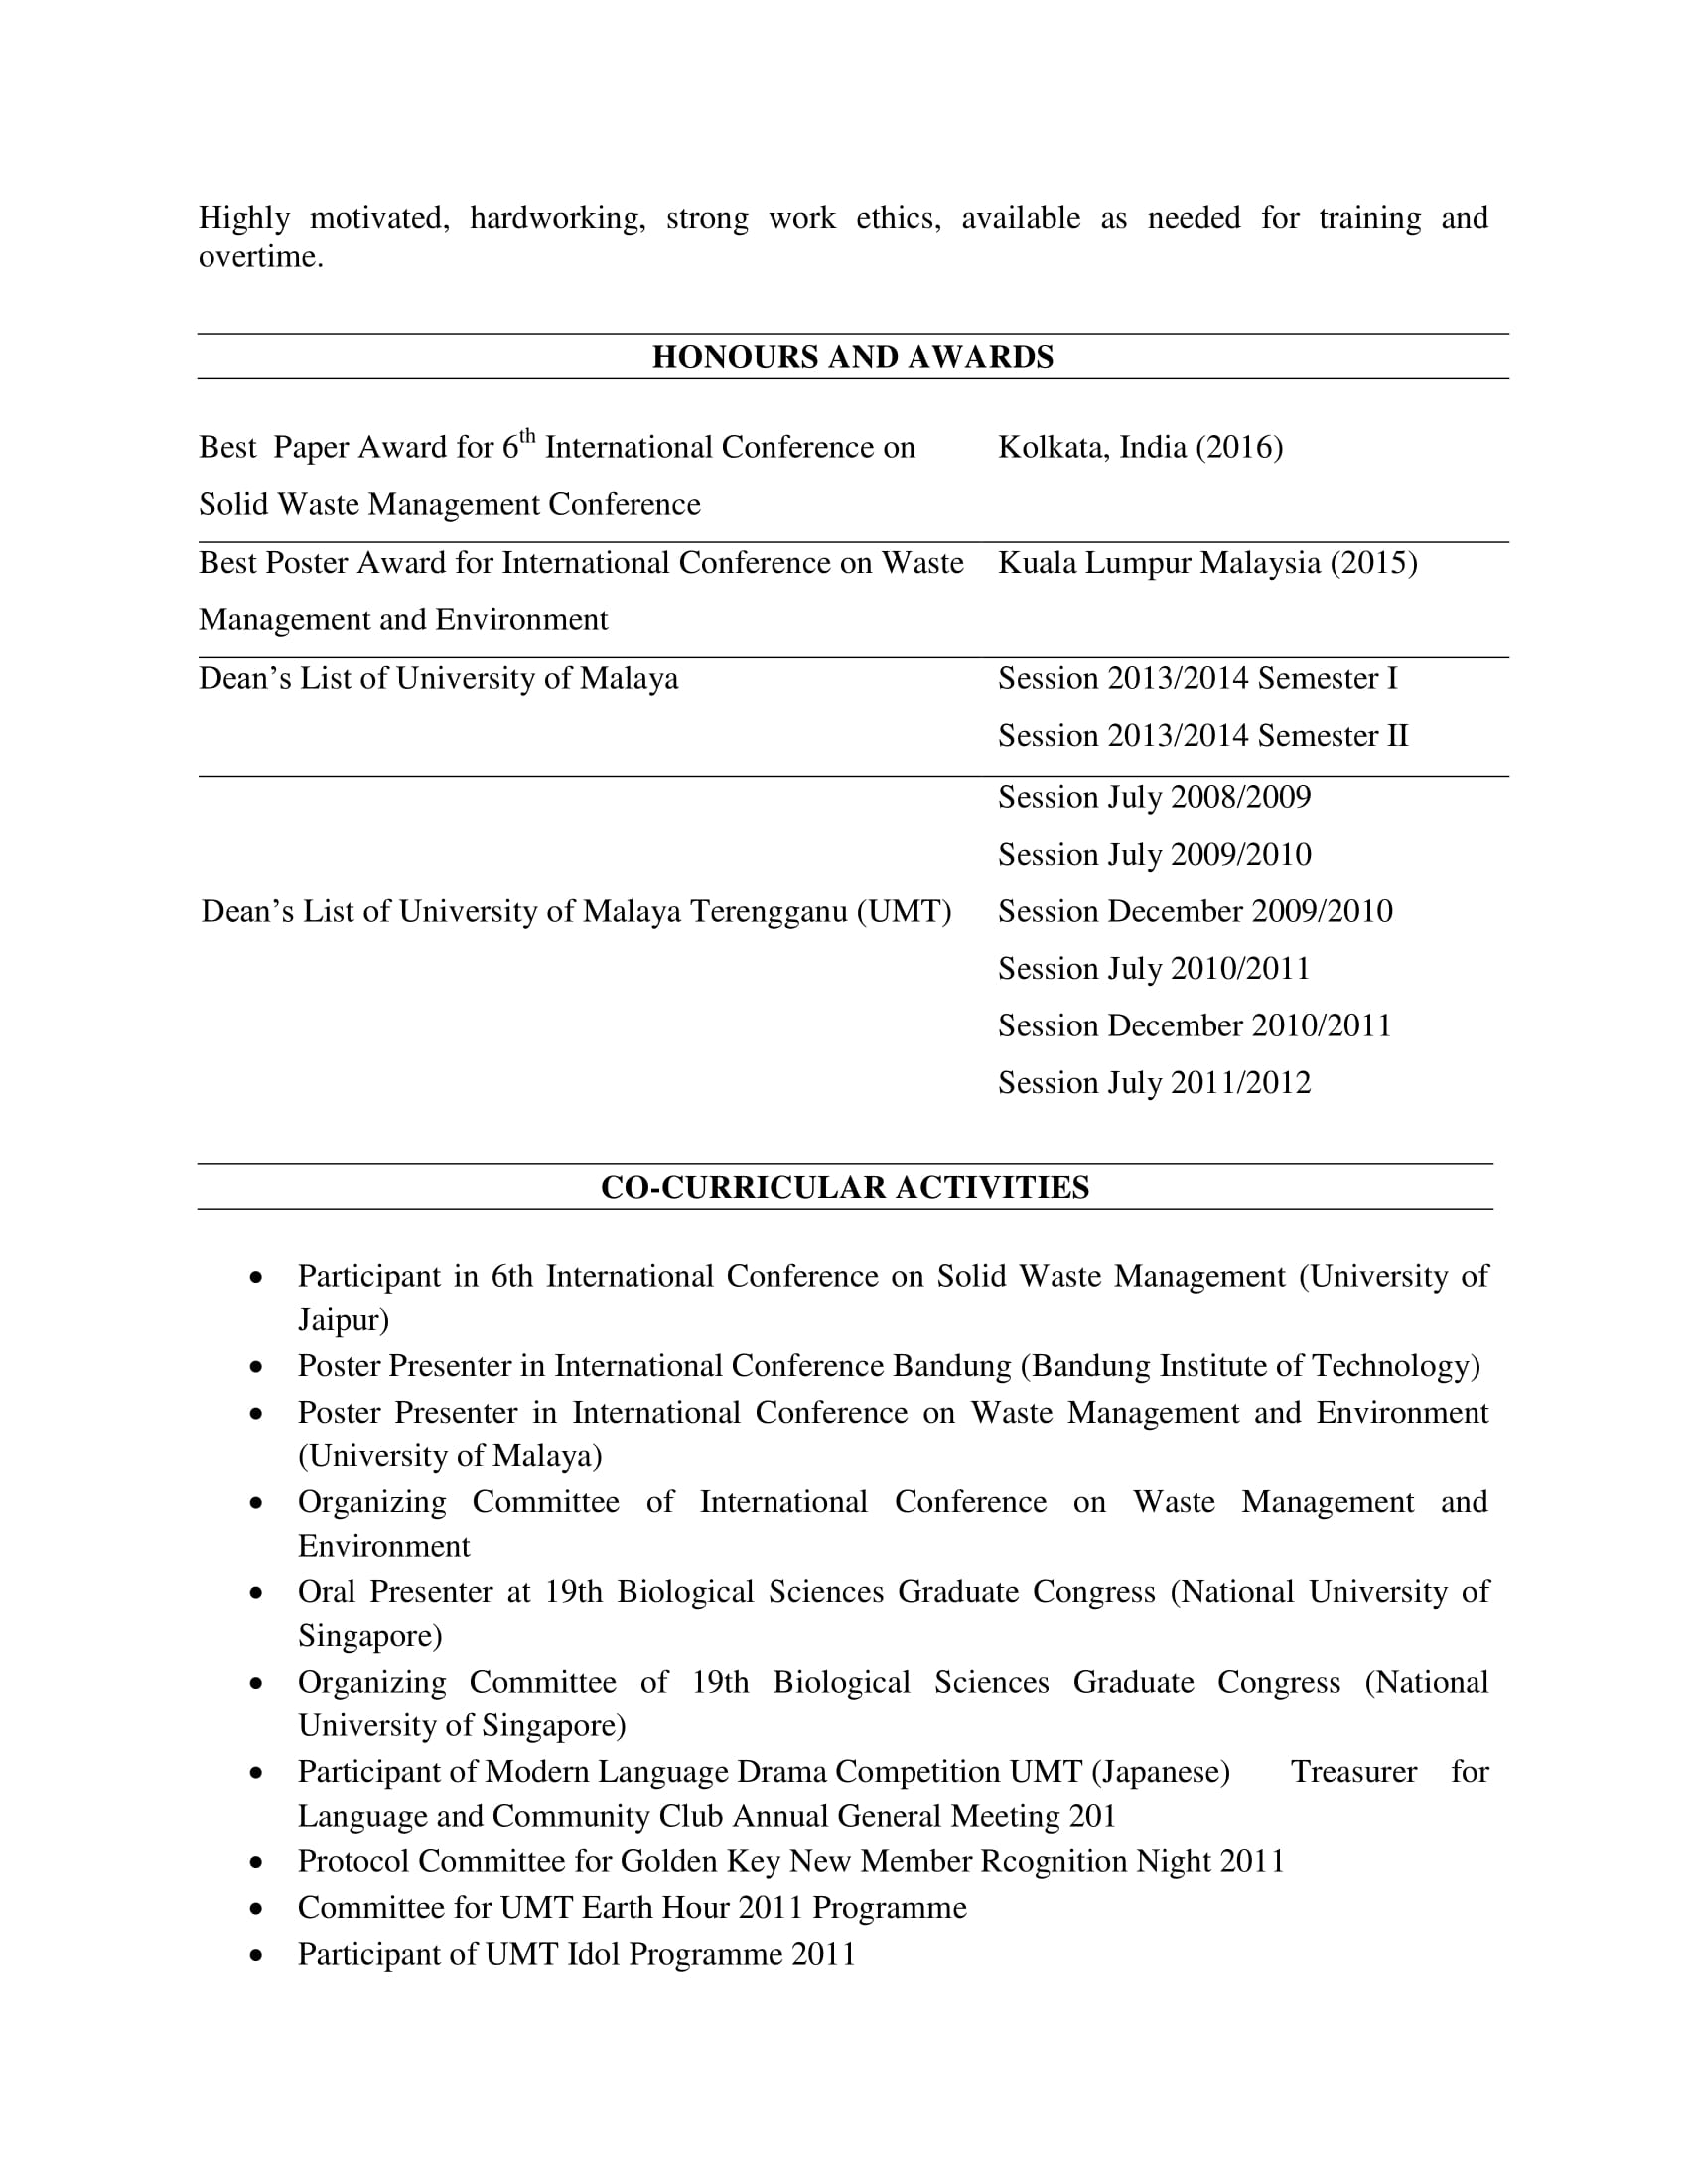 Highly motivated, hardworking, strong work ethics, available as needed for training and
overtime.
HONOURS AND AWARDS
Best  Paper Award for 6th International Conference on
Solid Waste Management Conference
Kolkata, India (2016)
Best Poster Award for International Conference on Waste
Management and Environment
Kuala Lumpur Malaysia (2015)
Dean’s List of University of Malaya
Session 2013/2014 Semester I
Session 2013/2014 Semester II
Dean’s List of University of Malaya Terengganu (UMT)
Session July 2008/2009
Session July 2009/2010
Session December 2009/2010
Session July 2010/2011
Session December 2010/2011
Session July 2011/2012
CO-CURRICULAR ACTIVITIES
• Participant in 6th International Conference on Solid Waste Management (University of
Jaipur)
• Poster Presenter in International Conference Bandung (Bandung Institute of Technology)
• Poster Presenter in International Conference on Waste Management and Environment
(University of Malaya)
• Organizing Committee of International Conference on Waste Management and
Environment
• Oral Presenter at 19th Biological Sciences Graduate Congress (National University of
Singapore)
• Organizing Committee of 19th Biological Sciences Graduate Congress (National
University of Singapore)
• Participant of Modern Language Drama Competition UMT (Japanese) Treasurer for
Language and Community Club Annual General Meeting 201
• Protocol Committee for Golden Key New Member Rcognition Night 2011
• Committee for UMT Earth Hour 2011 Programme
• Participant of UMT Idol Programme 2011